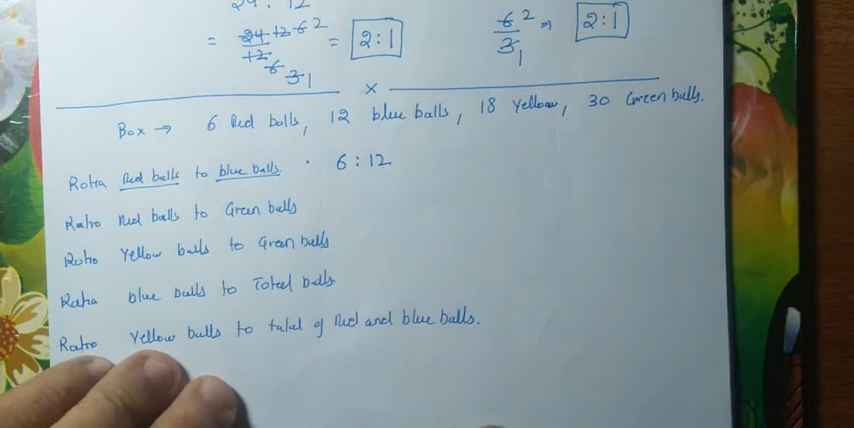 24 : 12
= 24 12 6 2 / 12 6 3 1 = 2 : 1
6 2 / 3 1 ⇒ 2 : 1
x
Box → 6 Red balls, 12 blue balls, 18 Yellow, 30 Green balls.
Ratio Red balls to blue balls · 6 : 12
Ratio Red balls to Green balls
Ratio Yellow balls to Green balls
Ratio blue balls to Total balls
Ratio Yellow balls to total of Red and blue balls.